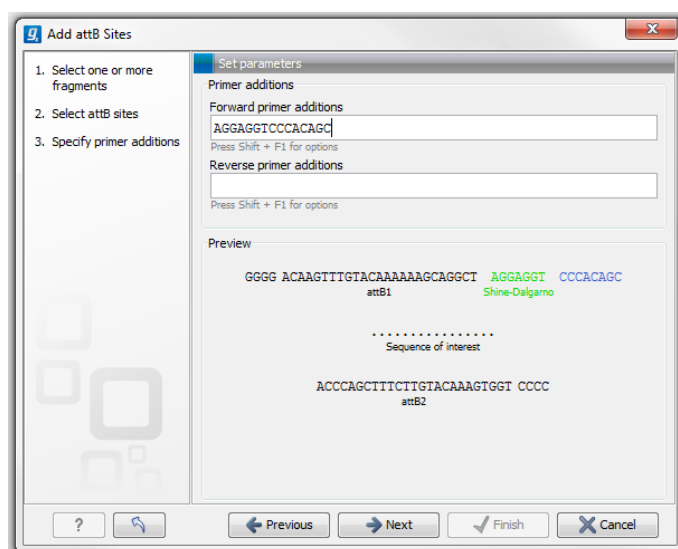 Add attB Sites
1. Select one or more
fragments
2. Select attB sites
3. Specify primer additions
Set parameters
Primer additions
Forward primer additions
AGGAGGTCCCACAGC
Press Shift + F1 for options
Reverse primer additions
Press Shift + F1 for options
Preview
GGGG ACAAGTTTGTACAAAAAAGCAGGCT AGGAGGT CCCACAGC
attB1 Shine-Dalgarno
................
Sequence of interest
ACCCAGCTTTCTTGTACAAAGTGGT CCCC
attB2
? Previous Next Finish Cancel